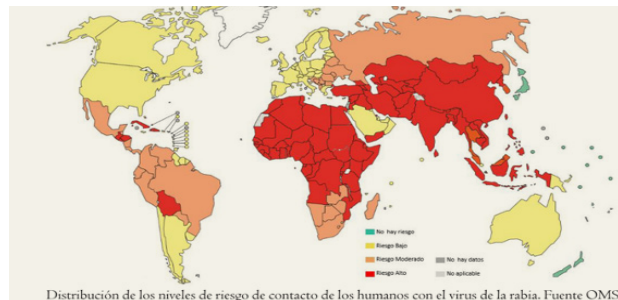 No hay riesgo
Riesgo Bajo
Riesgo Moderado
Riesgo Alto
No hay datos
No aplicable
Distribución de los niveles de riesgo de contacto de los humanos con el virus de la rabia. Fuente OMS